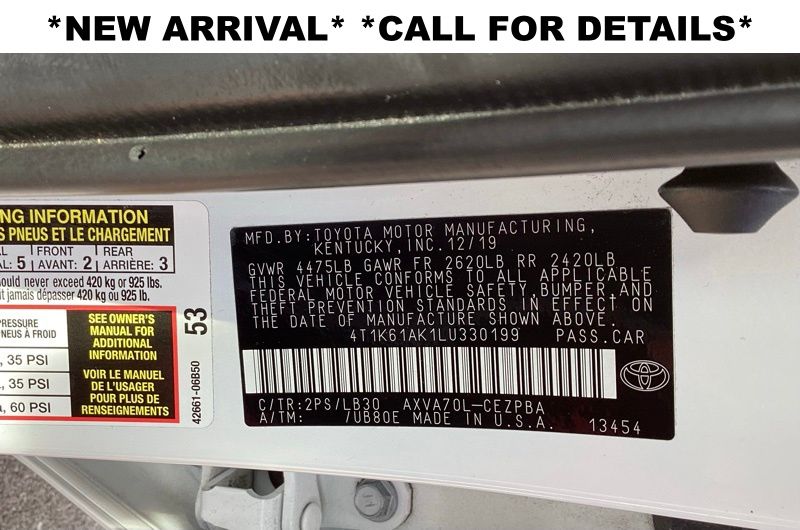 *NEW ARRIVAL* *CALL FOR DETAILS*
NG INFORMATION
S PNEUS ET LE CHARGEMENT
FRONT REAR
AL: 5 AVANT: 2 ARRIÈRE: 3
ould never exceed 420 kg or 925 lbs.
t jamais dépasser 420 kg ou 925 lb.
PRESSURE
NEUS A FROID
, 35 PSI
, 35 PSI
a, 60 PSI
SEE OWNER'S
MANUAL FOR
ADDITIONAL
INFORMATION
VOIR LE MANUEL
DE L'USAGER
POUR PLUS DE
RENSEIGNEMENTS
53
42661-06B50
MFD.BY:TOYOTA MOTOR MANUFACTURING,
KENTUCKY,INC.12/19
GVWR 4475LB GAWR FR 2620LB RR 2420LB
THIS VEHICLE CONFORMS TO ALL APPLICABLE
FEDERAL MOTOR VEHICLE SAFETY,BUMPER,AND
THEFT PREVENTION STANDARDS IN EFFECT ON
THE DATE OF MANUFACTURE SHOWN ABOVE.
4T1K61AK1LU330199 PASS.CAR
C/TR:2PS/LB30 AXVA70L-CEZPBA
A/TM: /UB80E MADE IN U.S.A. 13454